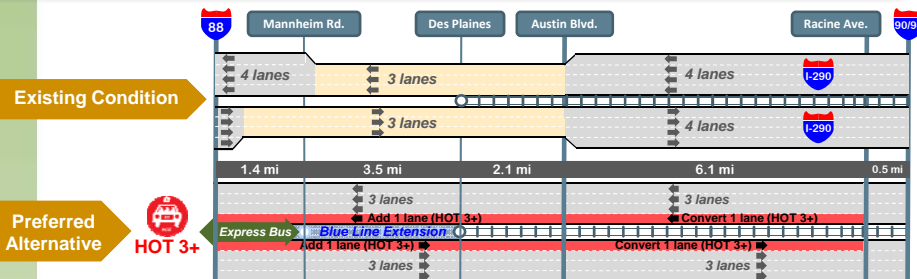 88
Mannheim Rd.
Des Plaines
Austin Blvd.
Racine Ave.
90/9
4 lanes
3 lanes
4 lanes
I-290
Existing Condition
3 lanes
4 lanes
I-290
1.4 mi
3.5 mi
2.1 mi
6.1 mi
0.5 mi
3 lanes
3 lanes
Add 1 lane (HOT 3+)
Convert 1 lane (HOT 3+)
Preferred
Alternative
HOT 3+
Express Bus
Blue Line Extension
Add 1 lane (HOT 3+)
Convert 1 lane (HOT 3+)
3 lanes
3 lanes